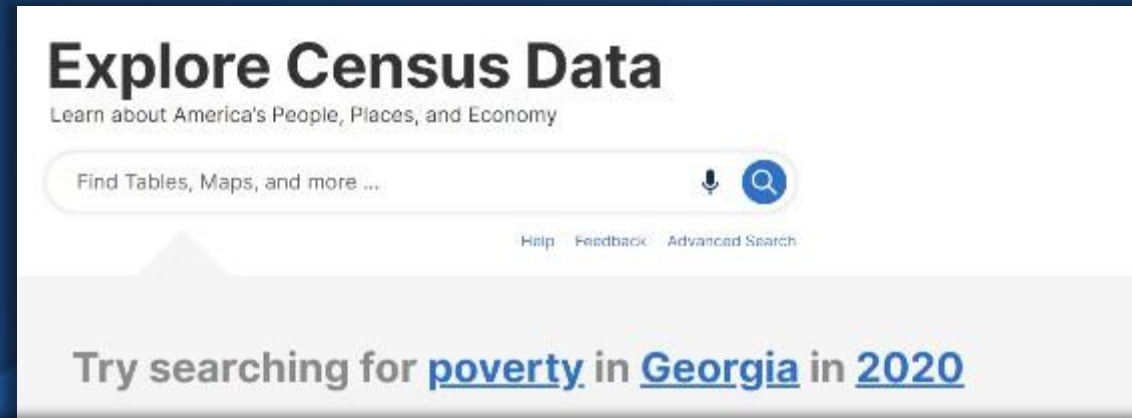 Explore Census Data
Learn about America's People, Places, and Economy
Find Tables, Maps, and more ...
Help Feedback Advanced Search
Try searching for poverty in Georgia in 2020